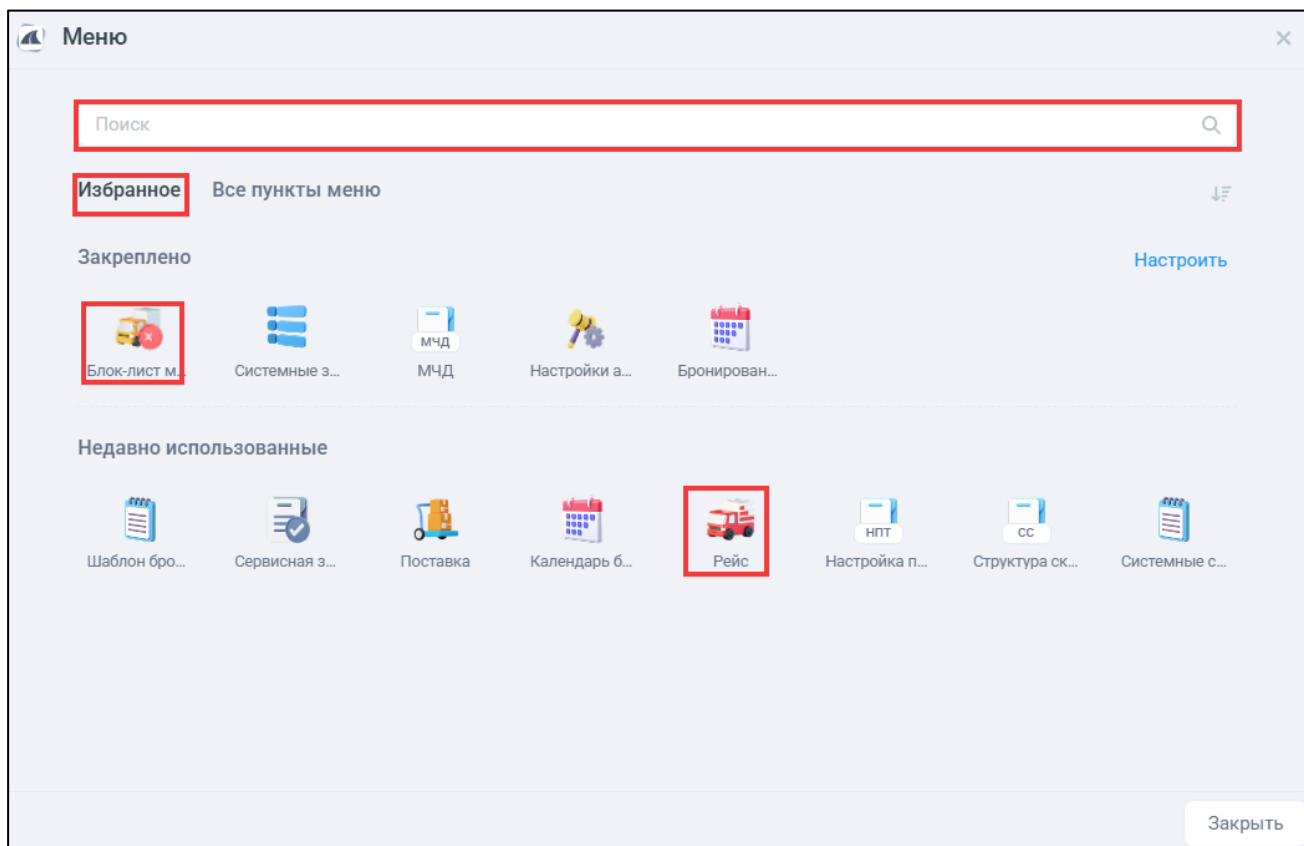 Меню
Поиск
Избранное Все пункты меню
Закреплено Настроить
МЧД
Блок-лист м... Системные з... МЧД Настройки а... Бронирован...
Недавно использованные
НПТ СС
Шаблон бро... Сервисная з... Поставка Календарь б... Рейс Настройка п... Структура ск... Системные с...
Закрыть